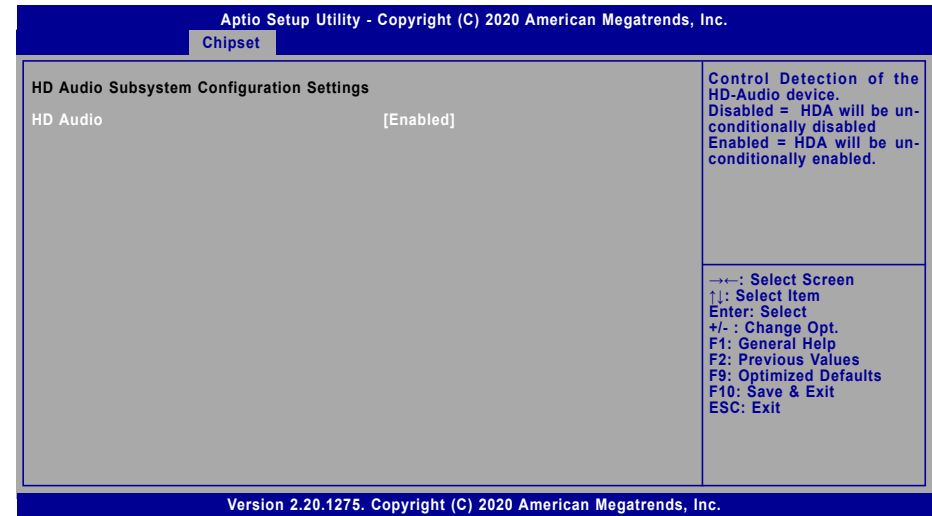 Aptio Setup Utility - Copyright (C) 2020 American Megatrends, Inc.
Chipset
HD Audio Subsystem Configuration Settings
HD Audio [Enabled]
Control Detection of the
HD-Audio device.
Disabled = HDA will be un-
conditionally disabled
Enabled = HDA will be un-
conditionally enabled.
→←: Select Screen
↑↓: Select Item
Enter: Select
+/- : Change Opt.
F1: General Help
F2: Previous Values
F9: Optimized Defaults
F10: Save & Exit
ESC: Exit
Version 2.20.1275. Copyright (C) 2020 American Megatrends, Inc.